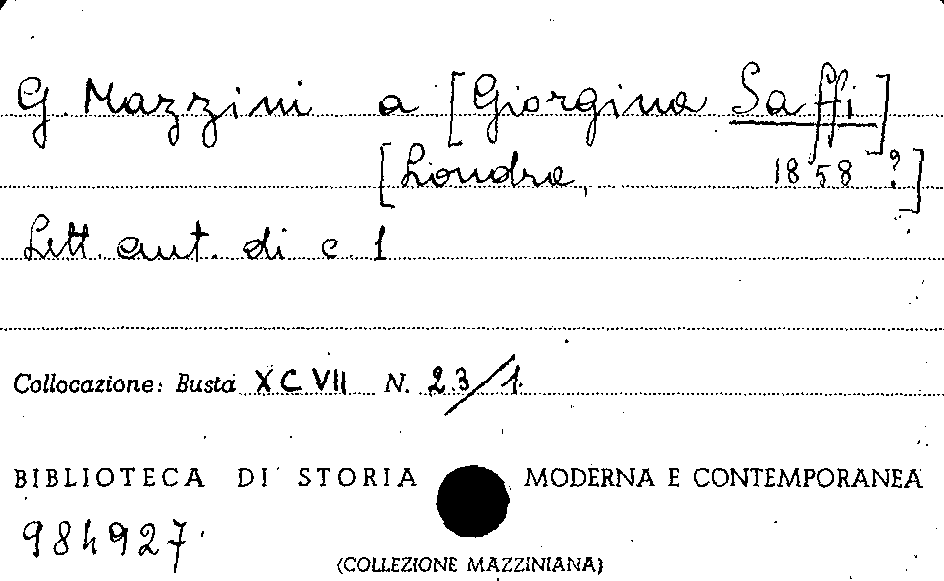 G. Mazzini a [Giorgina Saffi]
[Londra, 1858?]
Lett. aut. di c. 1
Collocazione: Busta XCVII N. 23/1.
BIBLIOTECA DI STORIA MODERNA E CONTEMPORANEA
984927
(COLLEZIONE MAZZINIANA)